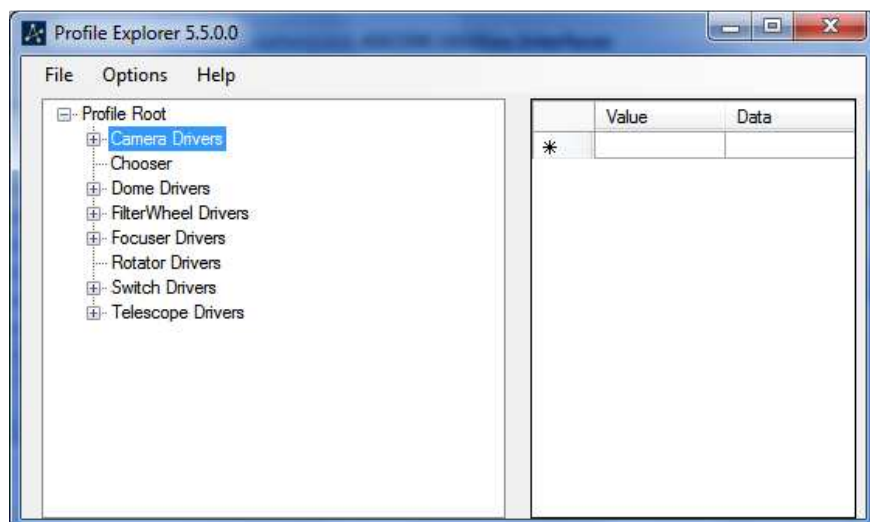 Profile Explorer 5.5.0.0
File Options Help
Profile Root
Camera Drivers
Chooser
Dome Drivers
FilterWheel Drivers
Focuser Drivers
Rotator Drivers
Switch Drivers
Telescope Drivers
Value Data